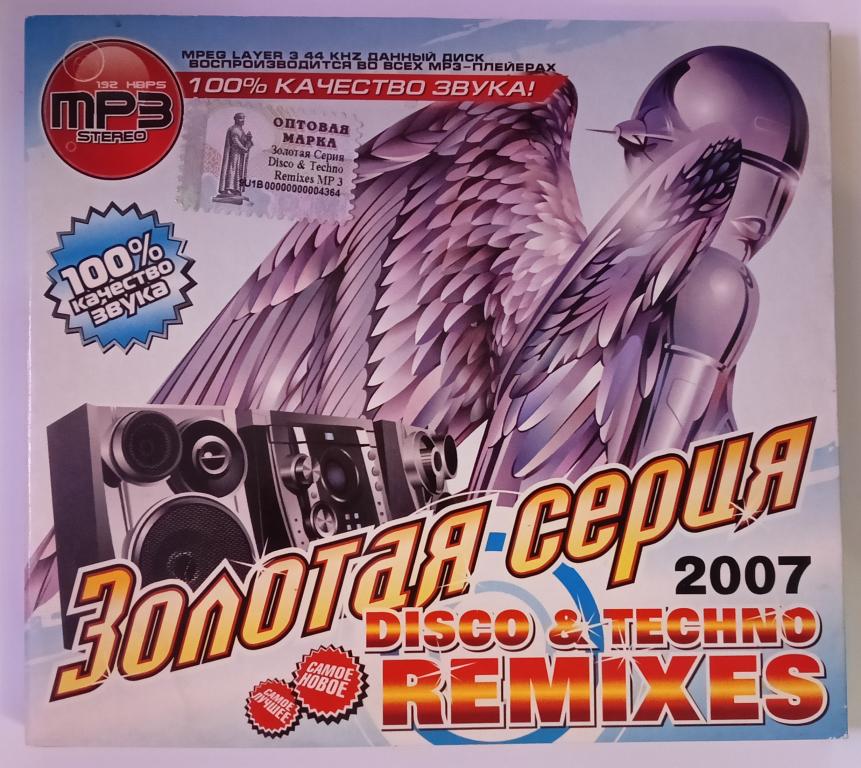 192 KBPS
MP3
STEREO
MPEG LAYER 3 44 KHZ ДАННЫЙ ДИСК
ВОСПРОИЗВОДИТСЯ ВО ВСЕХ MP3-ПЛЕЙЕРАХ
100% КАЧЕСТВО ЗВУКА!
ОПТОВАЯ
МАРКА
Золотая Серия
Disco & Techno
Remixes MP 3
9U1B00000000004364
100%
качество
звука
Золотая серия
2007
DISCO & TECHNO
REMIXES
САМОЕ
НОВОЕ
САМОЕ
ЛУЧШЕЕ